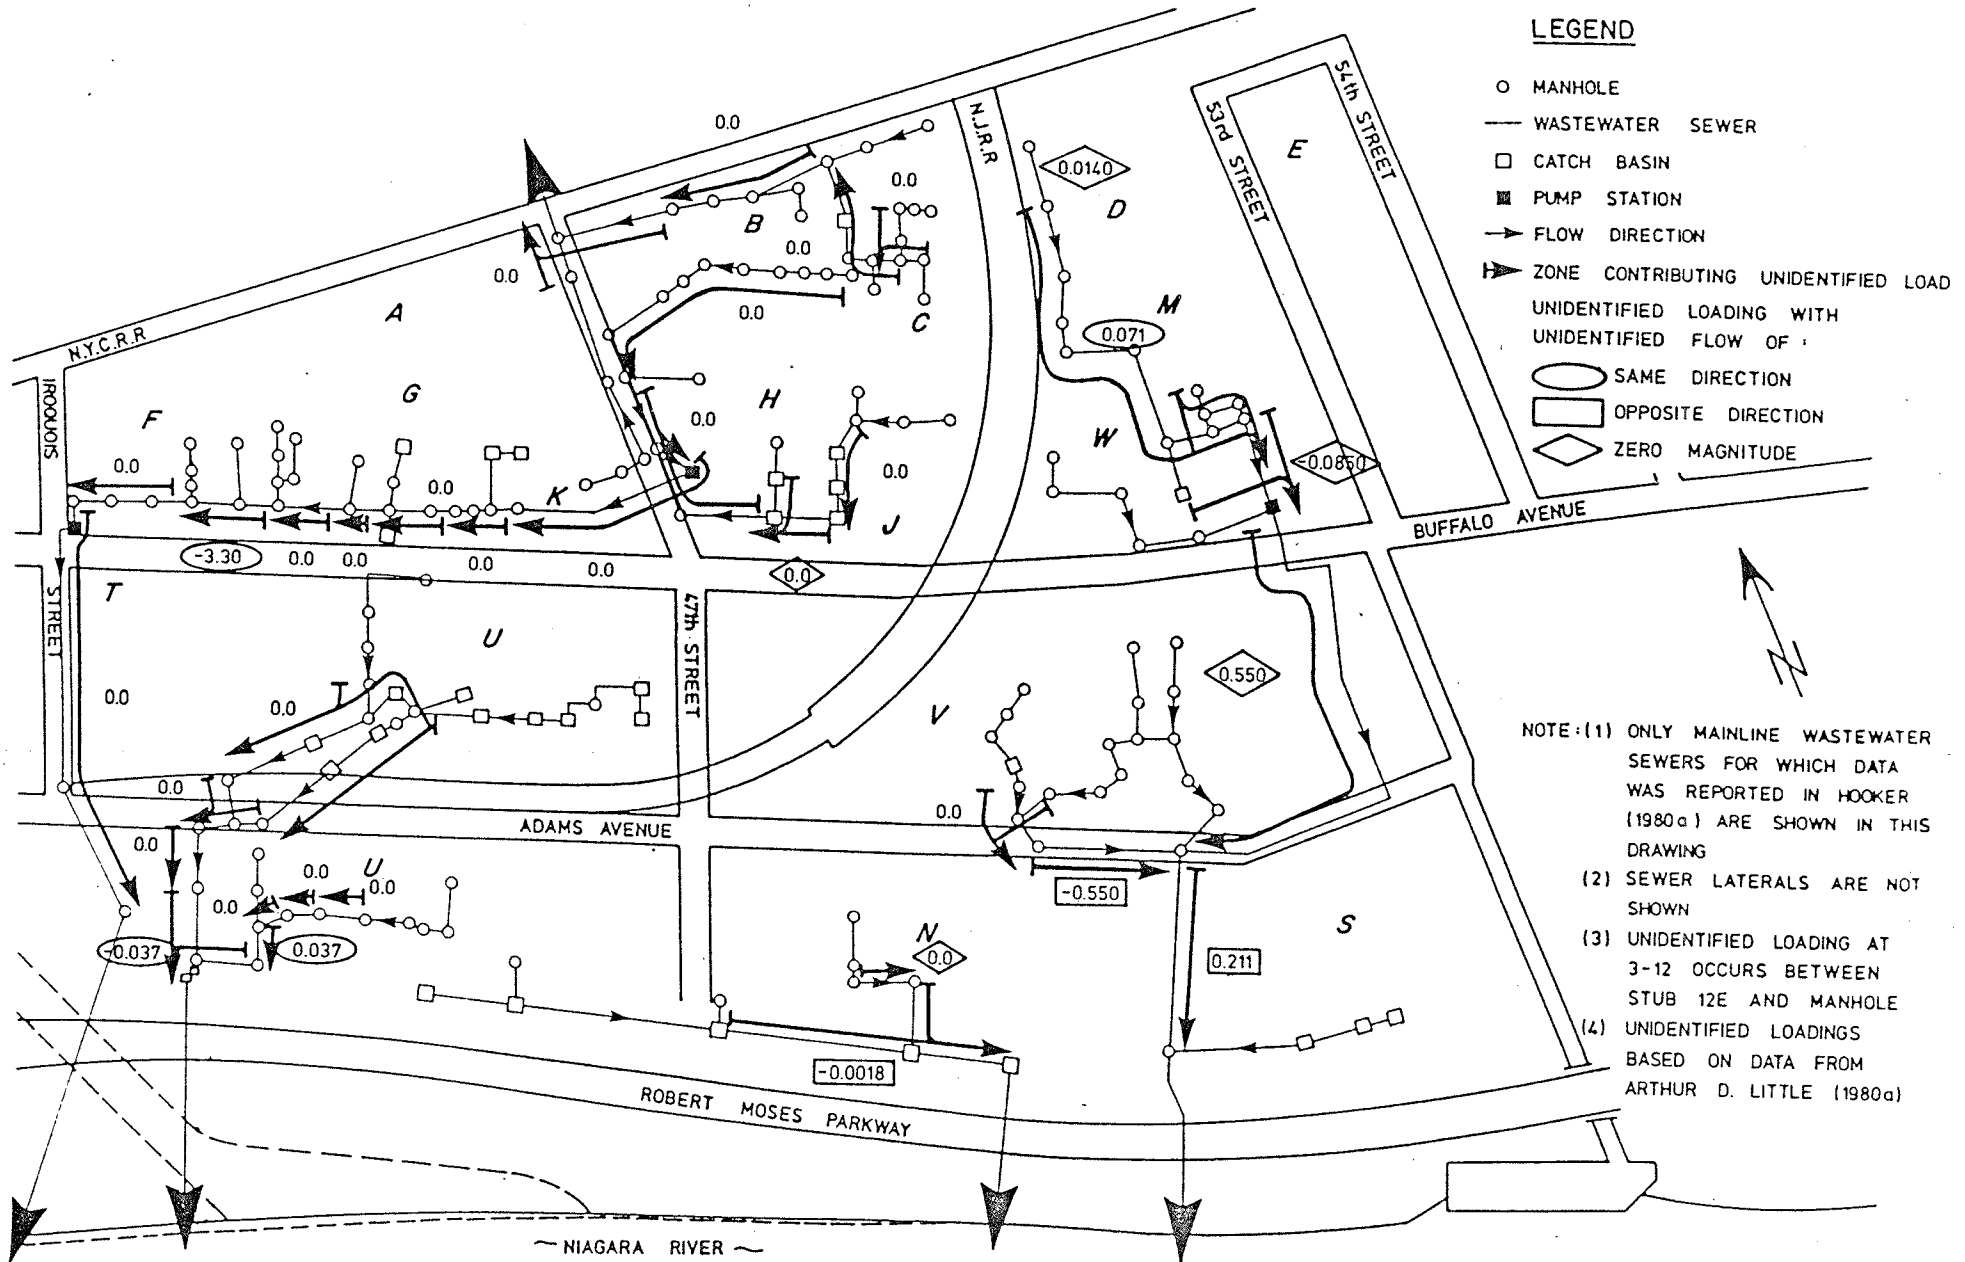 LEGEND
MANHOLE
WASTEWATER SEWER
CATCH BASIN
PUMP STATION
FLOW DIRECTION
ZONE CONTRIBUTING UNIDENTIFIED LOAD
UNIDENTIFIED LOADING WITH
UNIDENTIFIED FLOW OF :
SAME DIRECTION
OPPOSITE DIRECTION
ZERO MAGNITUDE
NOTE:(1) ONLY MAINLINE WASTEWATER
SEWERS FOR WHICH DATA
WAS REPORTED IN HOOKER
(1980a) ARE SHOWN IN THIS
DRAWING
(2) SEWER LATERALS ARE NOT
SHOWN
(3) UNIDENTIFIED LOADING AT
3-12 OCCURS BETWEEN
STUB 12E AND MANHOLE
(4) UNIDENTIFIED LOADINGS
BASED ON DATA FROM
ARTHUR D. LITTLE (1980a)
N.Y.C.R.R
N.J.R.R
53rd STREET
54th STREET
E
0.0
0.0140
D
0.0
B
0.0
0.0
0.0
C
A
M
0.071
IROQUOIS
STREET
F
G
0.0
H
W
0.0
0.0
K
0.0
J
-0.0850
BUFFALO AVENUE
-3.30
0.0
0.0
0.0
0.0
0.0
T
U
47th STREET
0.0
0.0
V
0.550
0.0
0.0
ADAMS AVENUE
0.0
U
0.0
0.0
0.0
-0.550
-0.037
0.037
N
0.0
S
0.211
-0.0018
ROBERT MOSES PARKWAY
~ NIAGARA RIVER ~